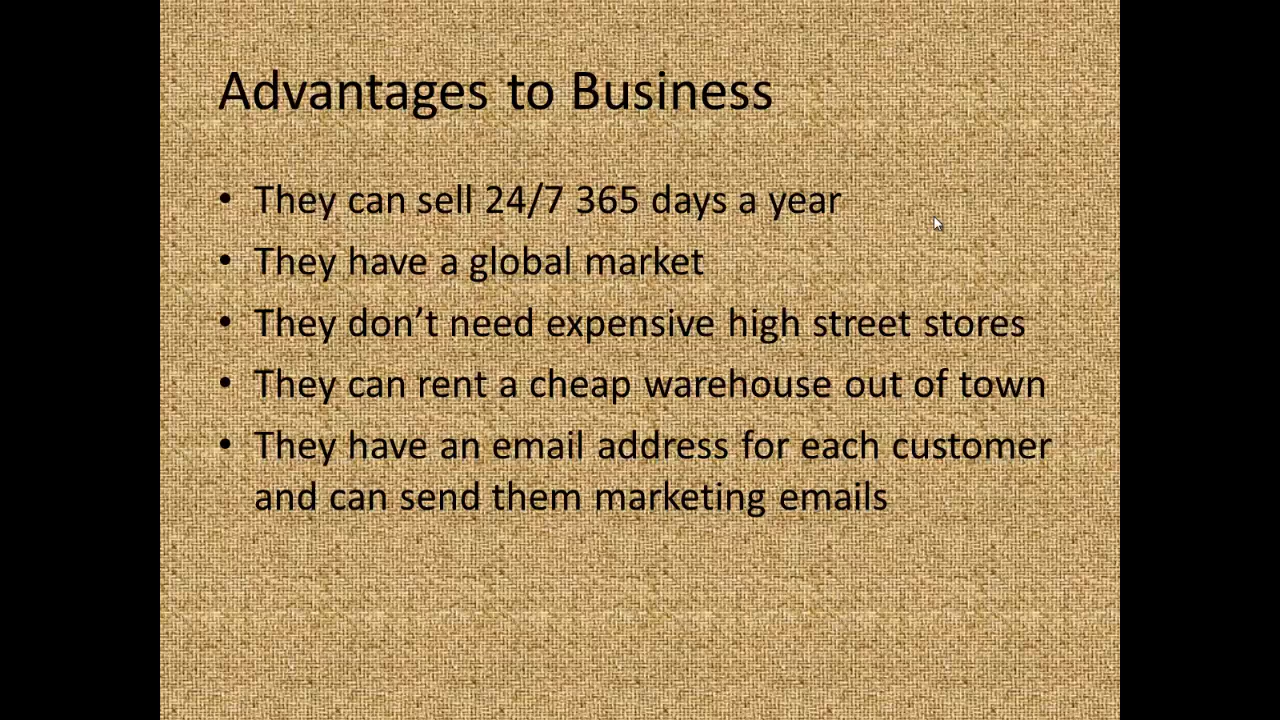 Advantages to Business
• They can sell 24/7 365 days a year
• They have a global market
• They don’t need expensive high street stores
• They can rent a cheap warehouse out of town
• They have an email address for each customer
and can send them marketing emails